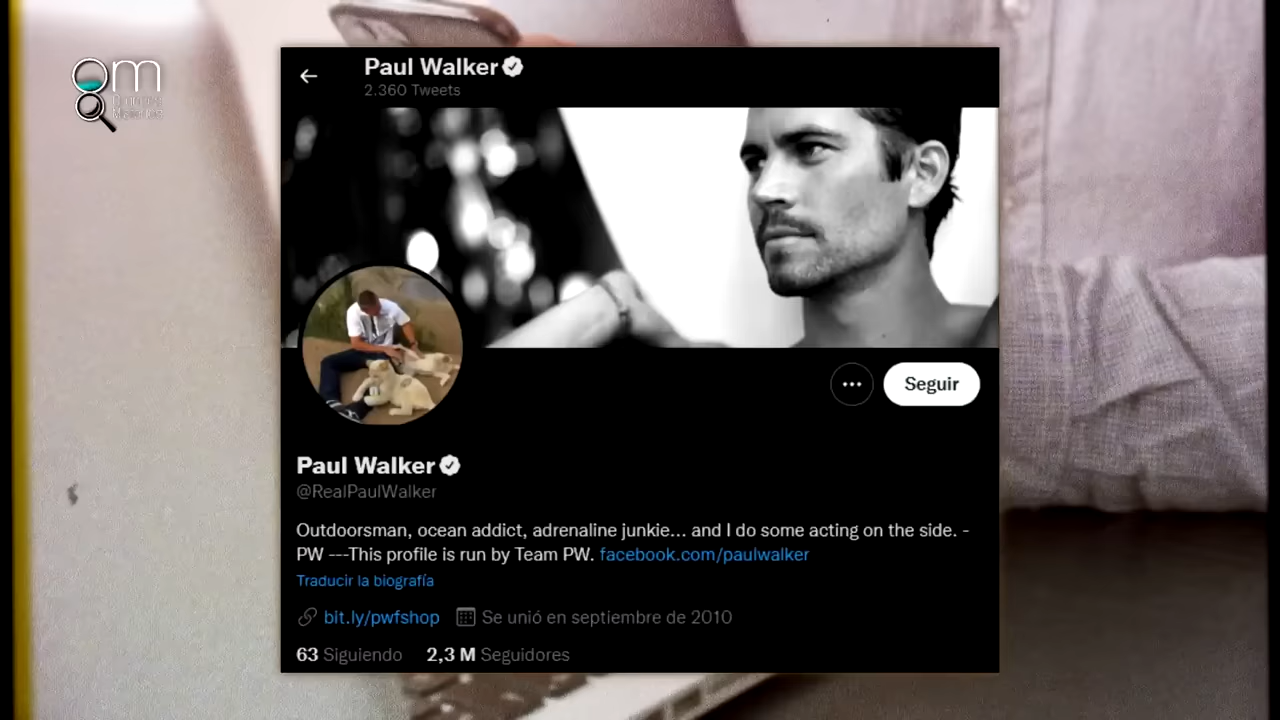 Paul Walker
2.360 Tweets
Seguir
Paul Walker
@RealPaulWalker
Outdoorsman, ocean addict, adrenaline junkie... and I do some acting on the side. -
PW ---This profile is run by Team PW. facebook.com/paulwalker
Traducir la biografía
bit.ly/pwfshop Se unió en septiembre de 2010
63 Siguiendo 2,3 M Seguidores